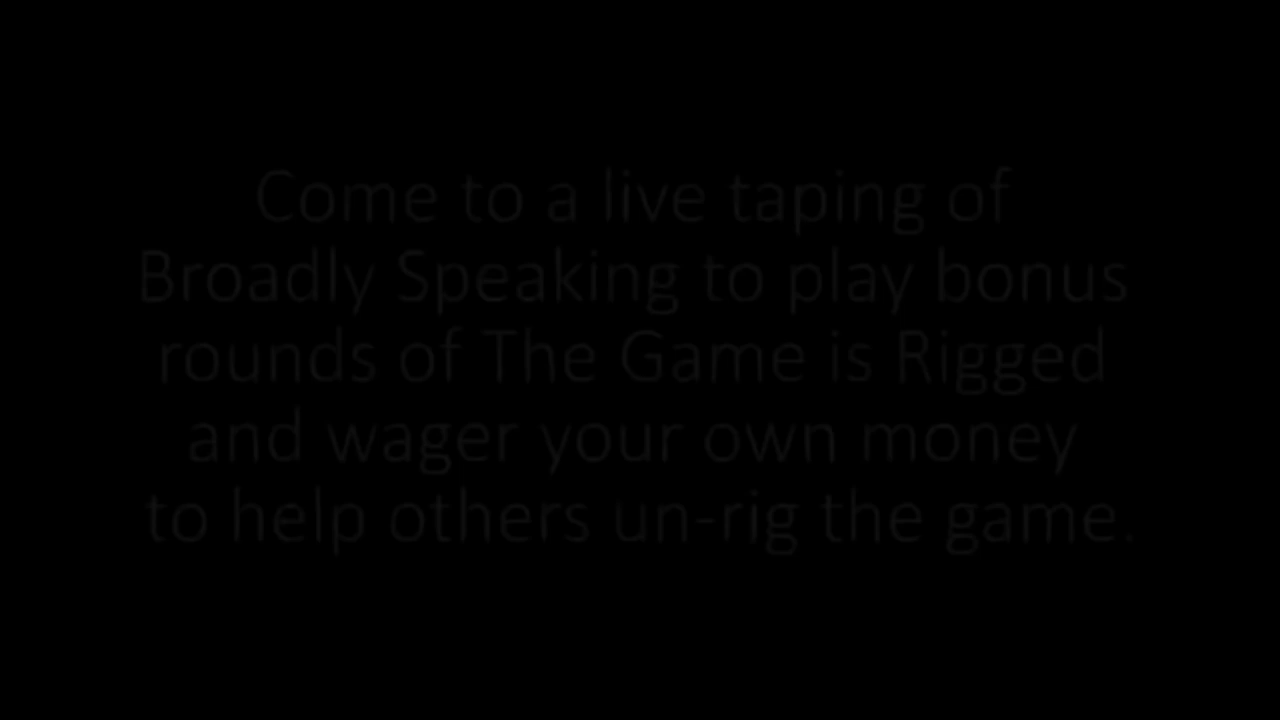 Come to a live taping of
Broadly Speaking to play bonus
rounds of The Game is Rigged
and wager your own money
to help others un-rig the game.